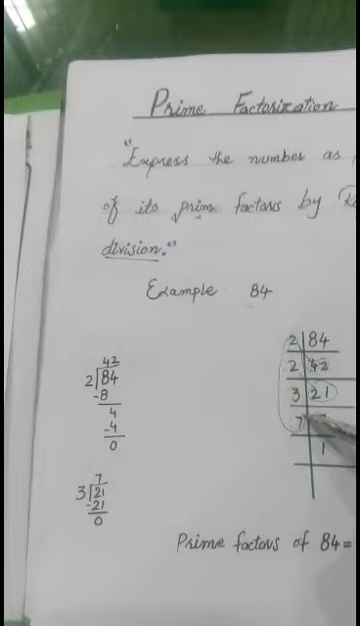 Prime Factorization
"Express the number as
of its prime factors by
division."
Example 84
42
2 84
-8
4
-4
0
7
3 21
-21
0
2 84
2 42
3 21
7
1
Prime factors of 84=